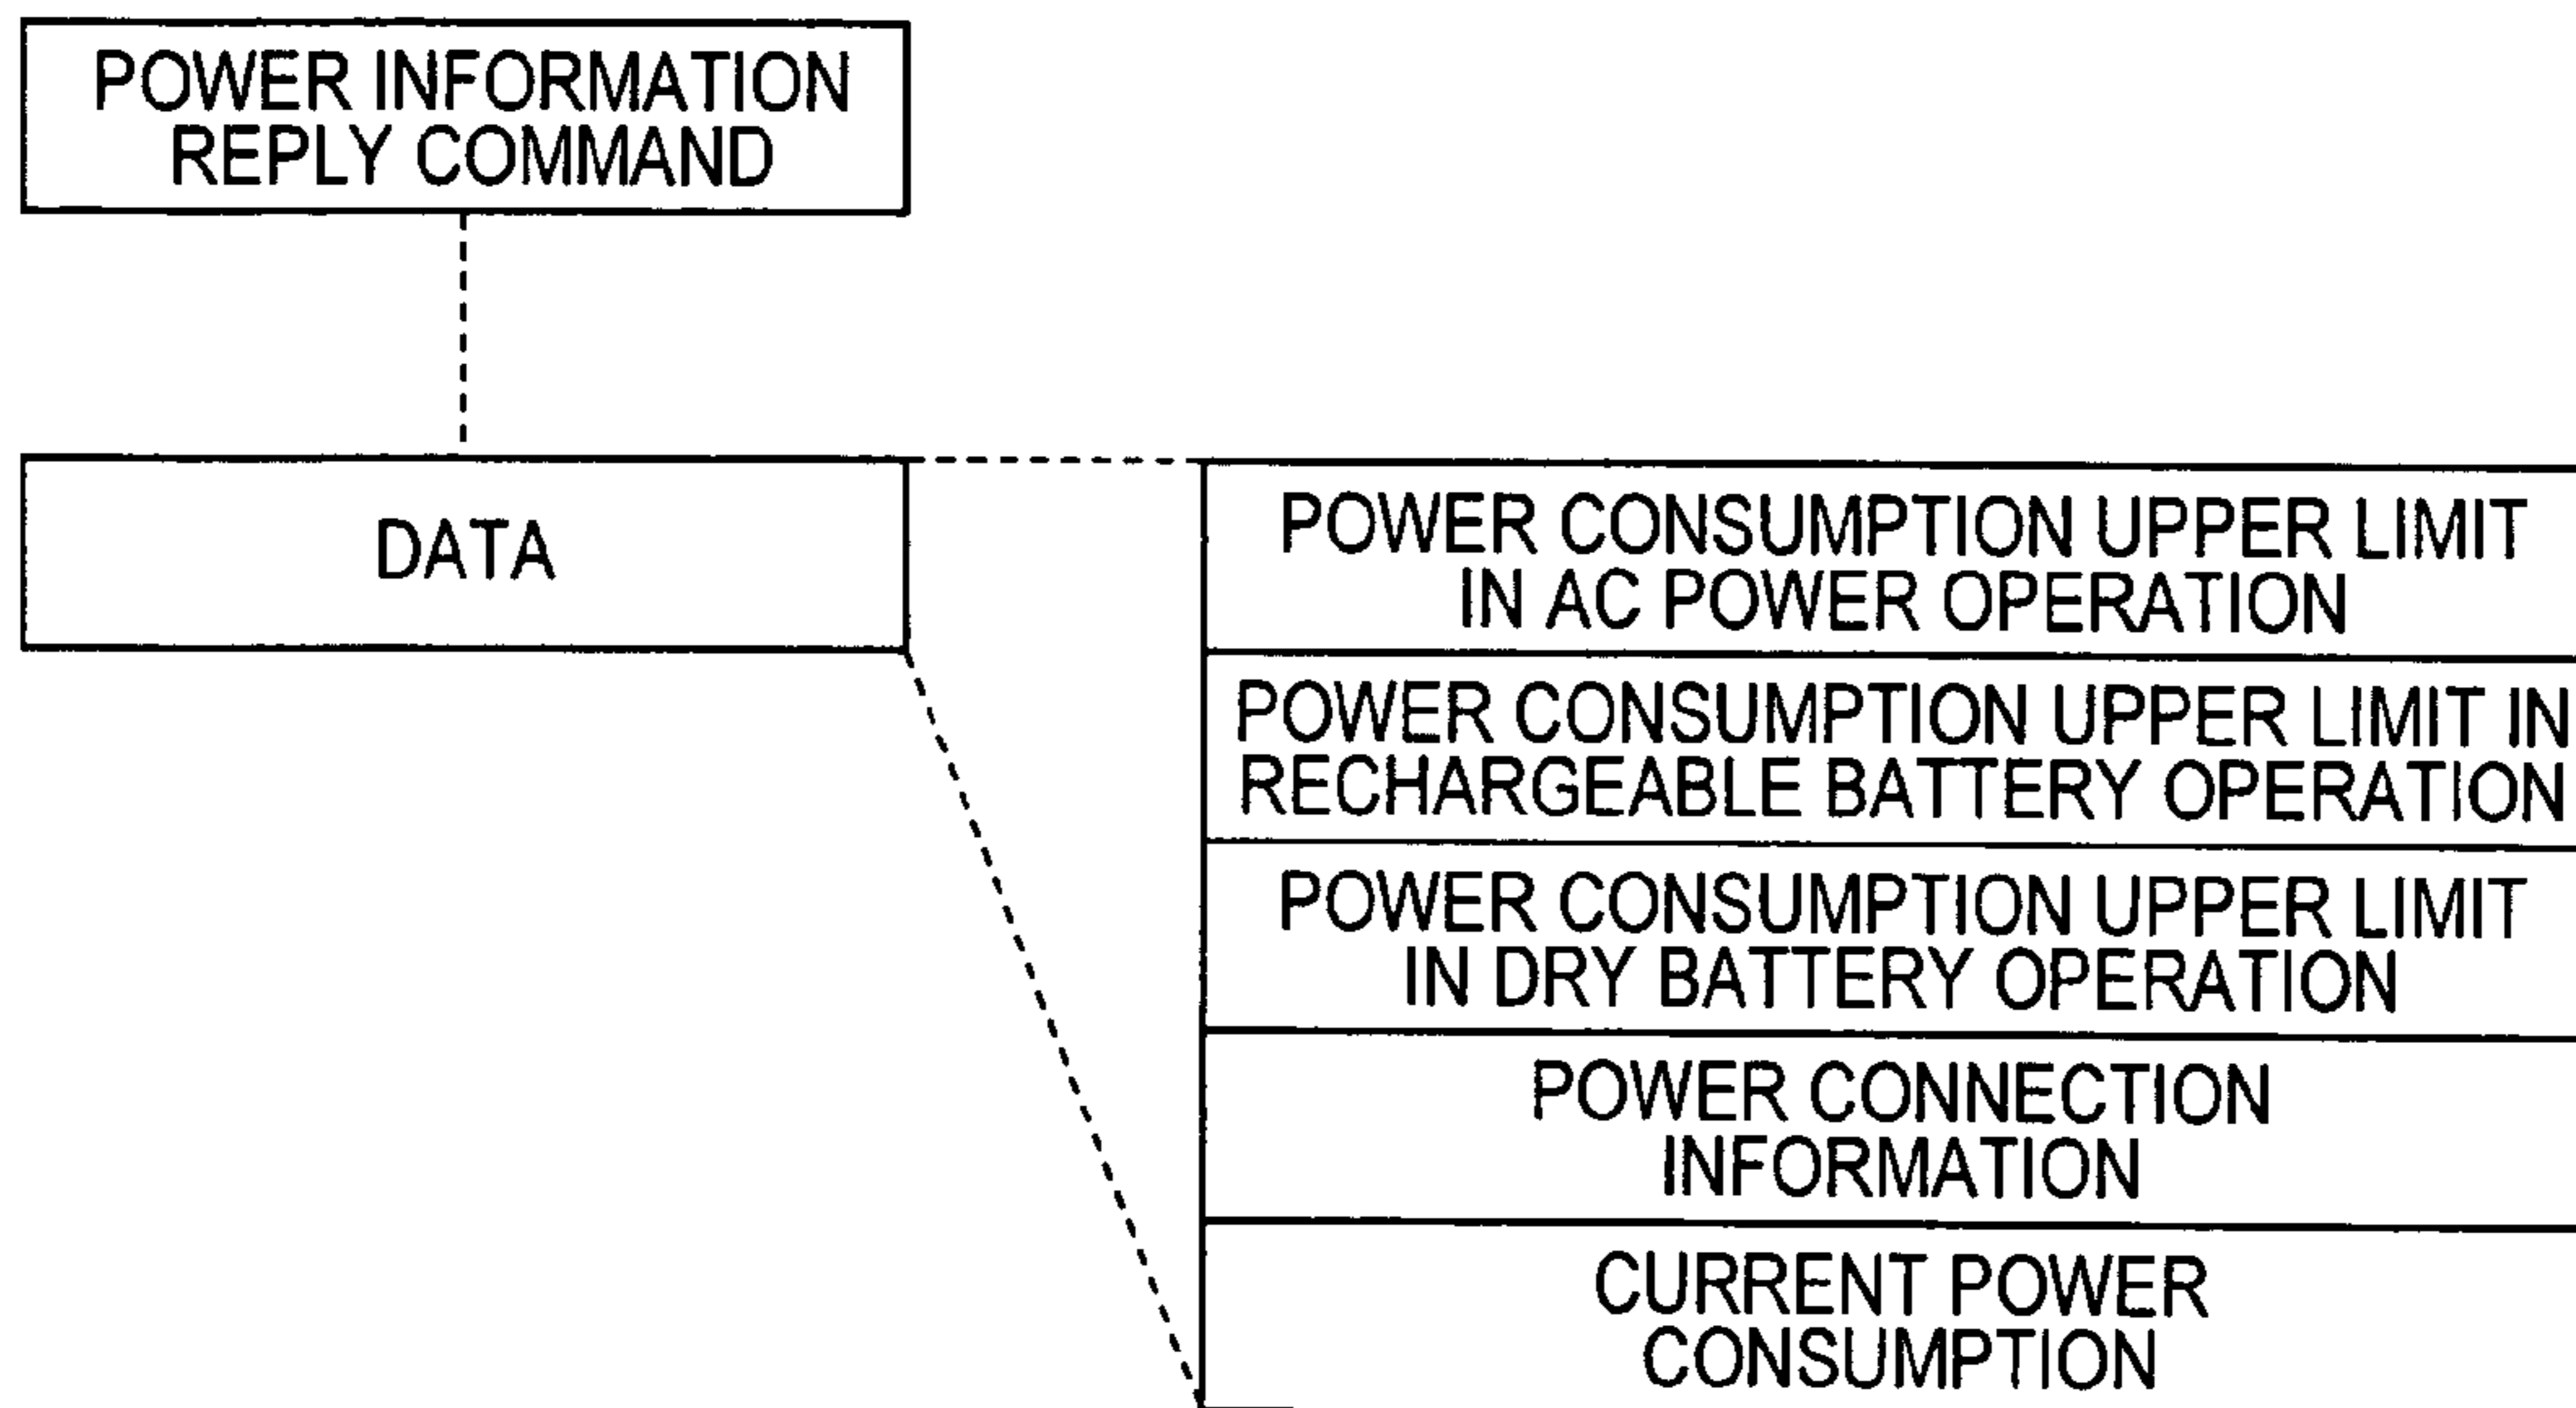 POWER INFORMATION
REPLY COMMAND
DATA
POWER CONSUMPTION UPPER LIMIT
IN AC POWER OPERATION
POWER CONSUMPTION UPPER LIMIT IN
RECHARGEABLE BATTERY OPERATION
POWER CONSUMPTION UPPER LIMIT
IN DRY BATTERY OPERATION
POWER CONNECTION
INFORMATION
CURRENT POWER
CONSUMPTION